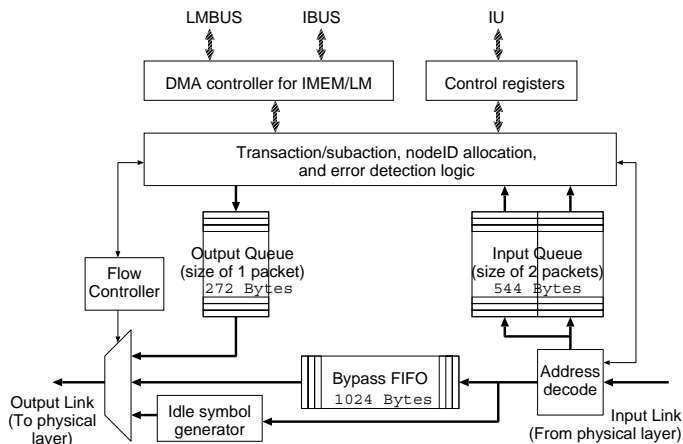 LMBUS
IBUS
IU
DMA controller for IMEM/LM
Control registers
Transaction/subaction, nodeID allocation,
and error detection logic
Output Queue
(size of 1 packet)
272 Bytes
Input Queue
(size of 2 packets)
544 Bytes
Flow
Controller
Bypass FIFO
1024 Bytes
Address
decode
Output Link
(To physical
layer)
Idle symbol
generator
Input Link
(From physical layer)